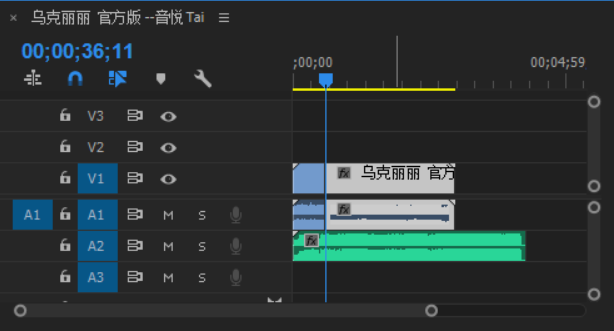 × 乌克丽丽 官方版 --音悦 Tai ≡
00;00;36;11
;00;00 00;04;59
V3
V2
V1 fx 乌克丽丽 官方
A1 A1 M S fx
A2 M S fx
A3 M S